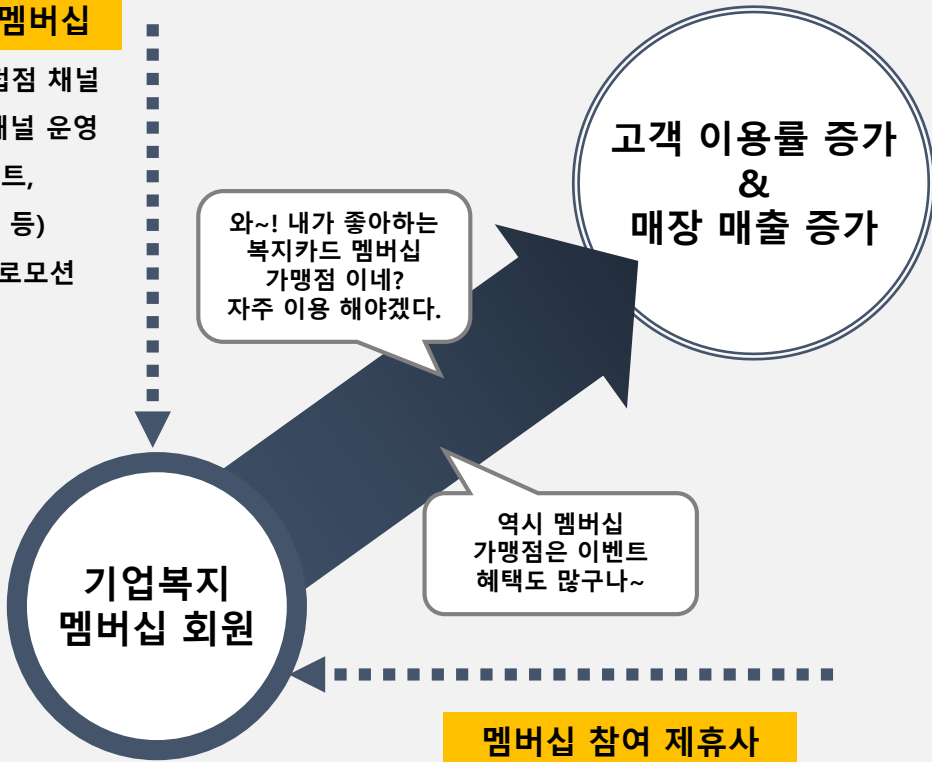 멤버십
접점 채널
채널 운영
트,
등)
로모션
고객 이용률 증가
&
매장 매출 증가
와~! 내가 좋아하는
복지카드 멤버십
가맹점 이네?
자주 이용 해야겠다.
역시 멤버십
가맹점은 이벤트
혜택도 많구나~
기업복지
멤버십 회원
멤버십 참여 제휴사